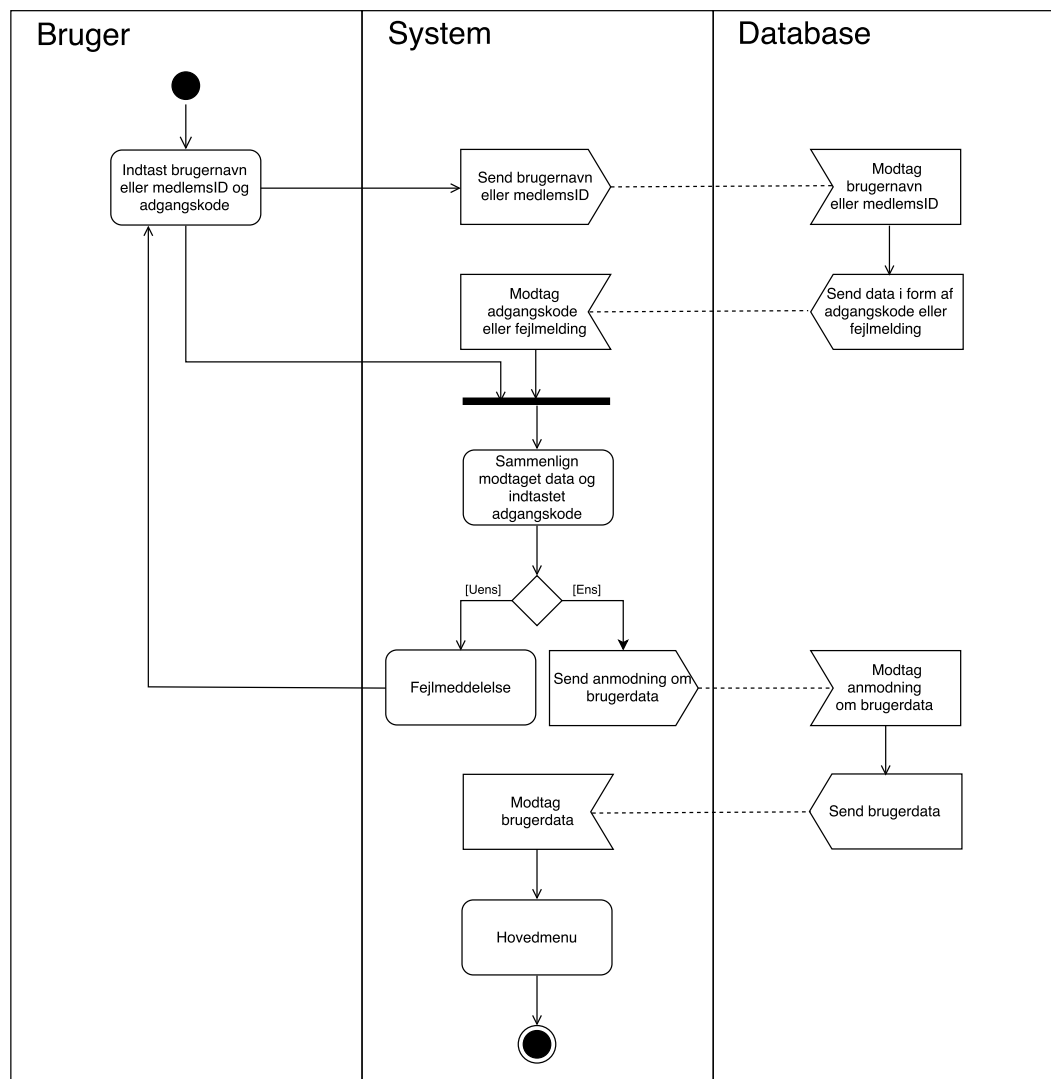 Bruger
System
Database
Indtast brugernavn
eller medlemsID og
adgangskode
Send brugernavn
eller medlemsID
Modtag
brugernavn
eller medlemsID
Modtag
adgangskode
eller fejlmelding
Send data i form af
adgangskode eller
fejlmelding
Sammenlign
modtaget data og
indtastet
adgangskode
[Uens]
[Ens]
Fejlmeddelelse
Send anmodning om
brugerdata
Modtag
anmodning
om brugerdata
Modtag
brugerdata
Send brugerdata
Hovedmenu